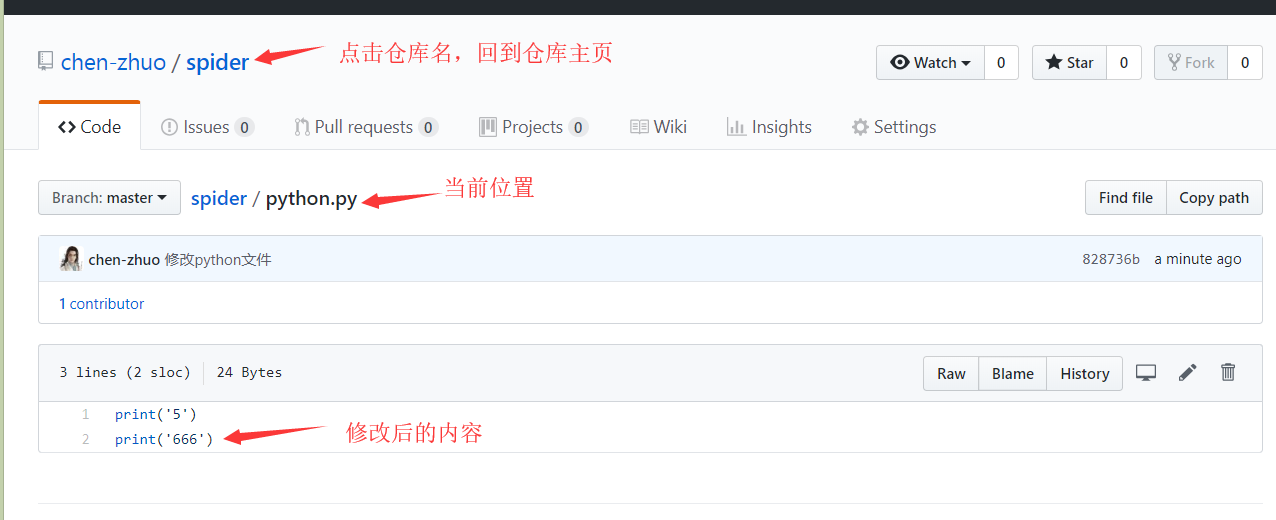 chen-zhuo / spider 点击仓库名，回到仓库主页 Watch 0 Star 0 Fork 0
Code Issues 0 Pull requests 0 Projects 0 Wiki Insights Settings
Branch: master spider / python.py 当前位置 Find file Copy path
chen-zhuo 修改python文件 828736b a minute ago
1 contributor
3 lines (2 sloc) 24 Bytes Raw Blame History
1 print('5')
2 print('666') 修改后的内容